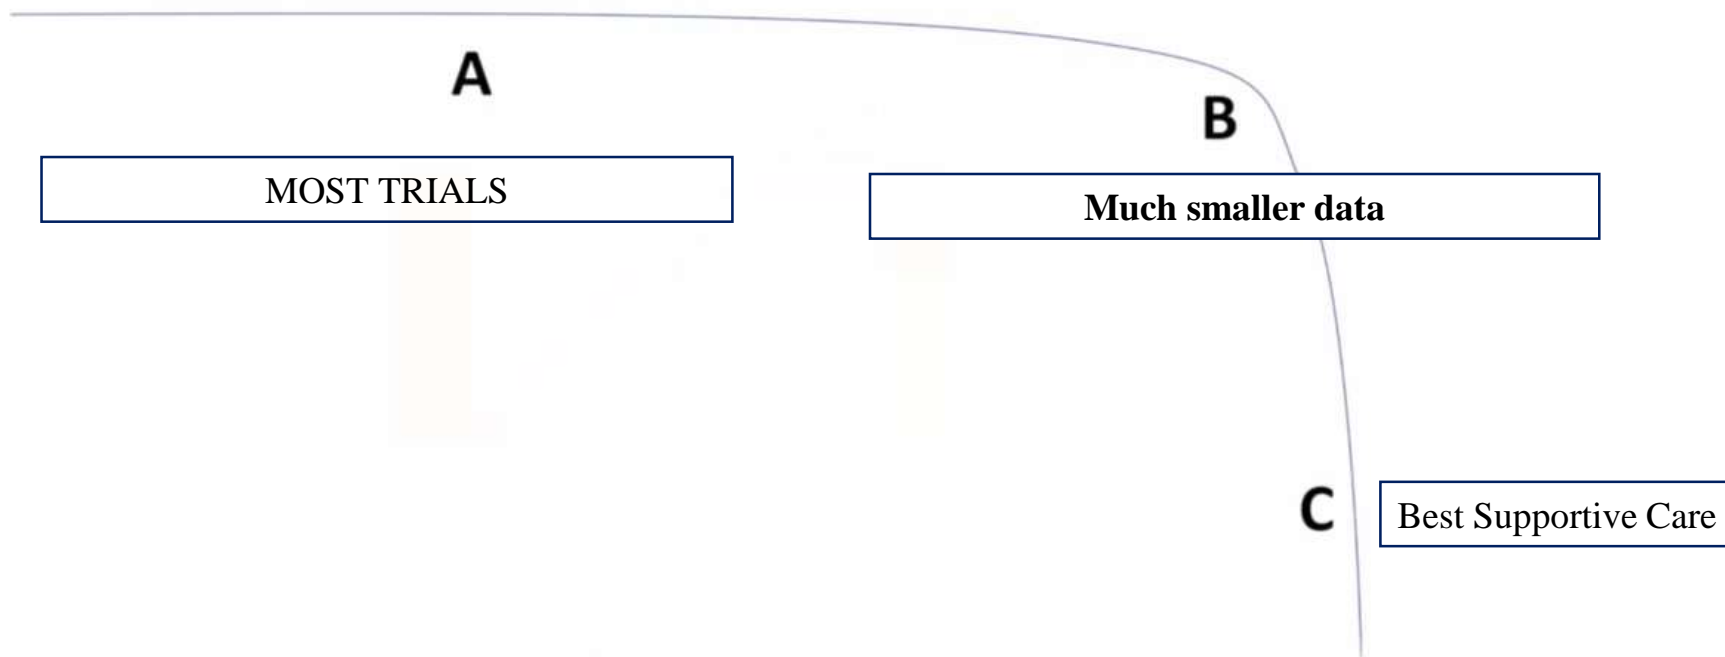 A
B
MOST TRIALS
Much smaller data
C
Best Supportive Care